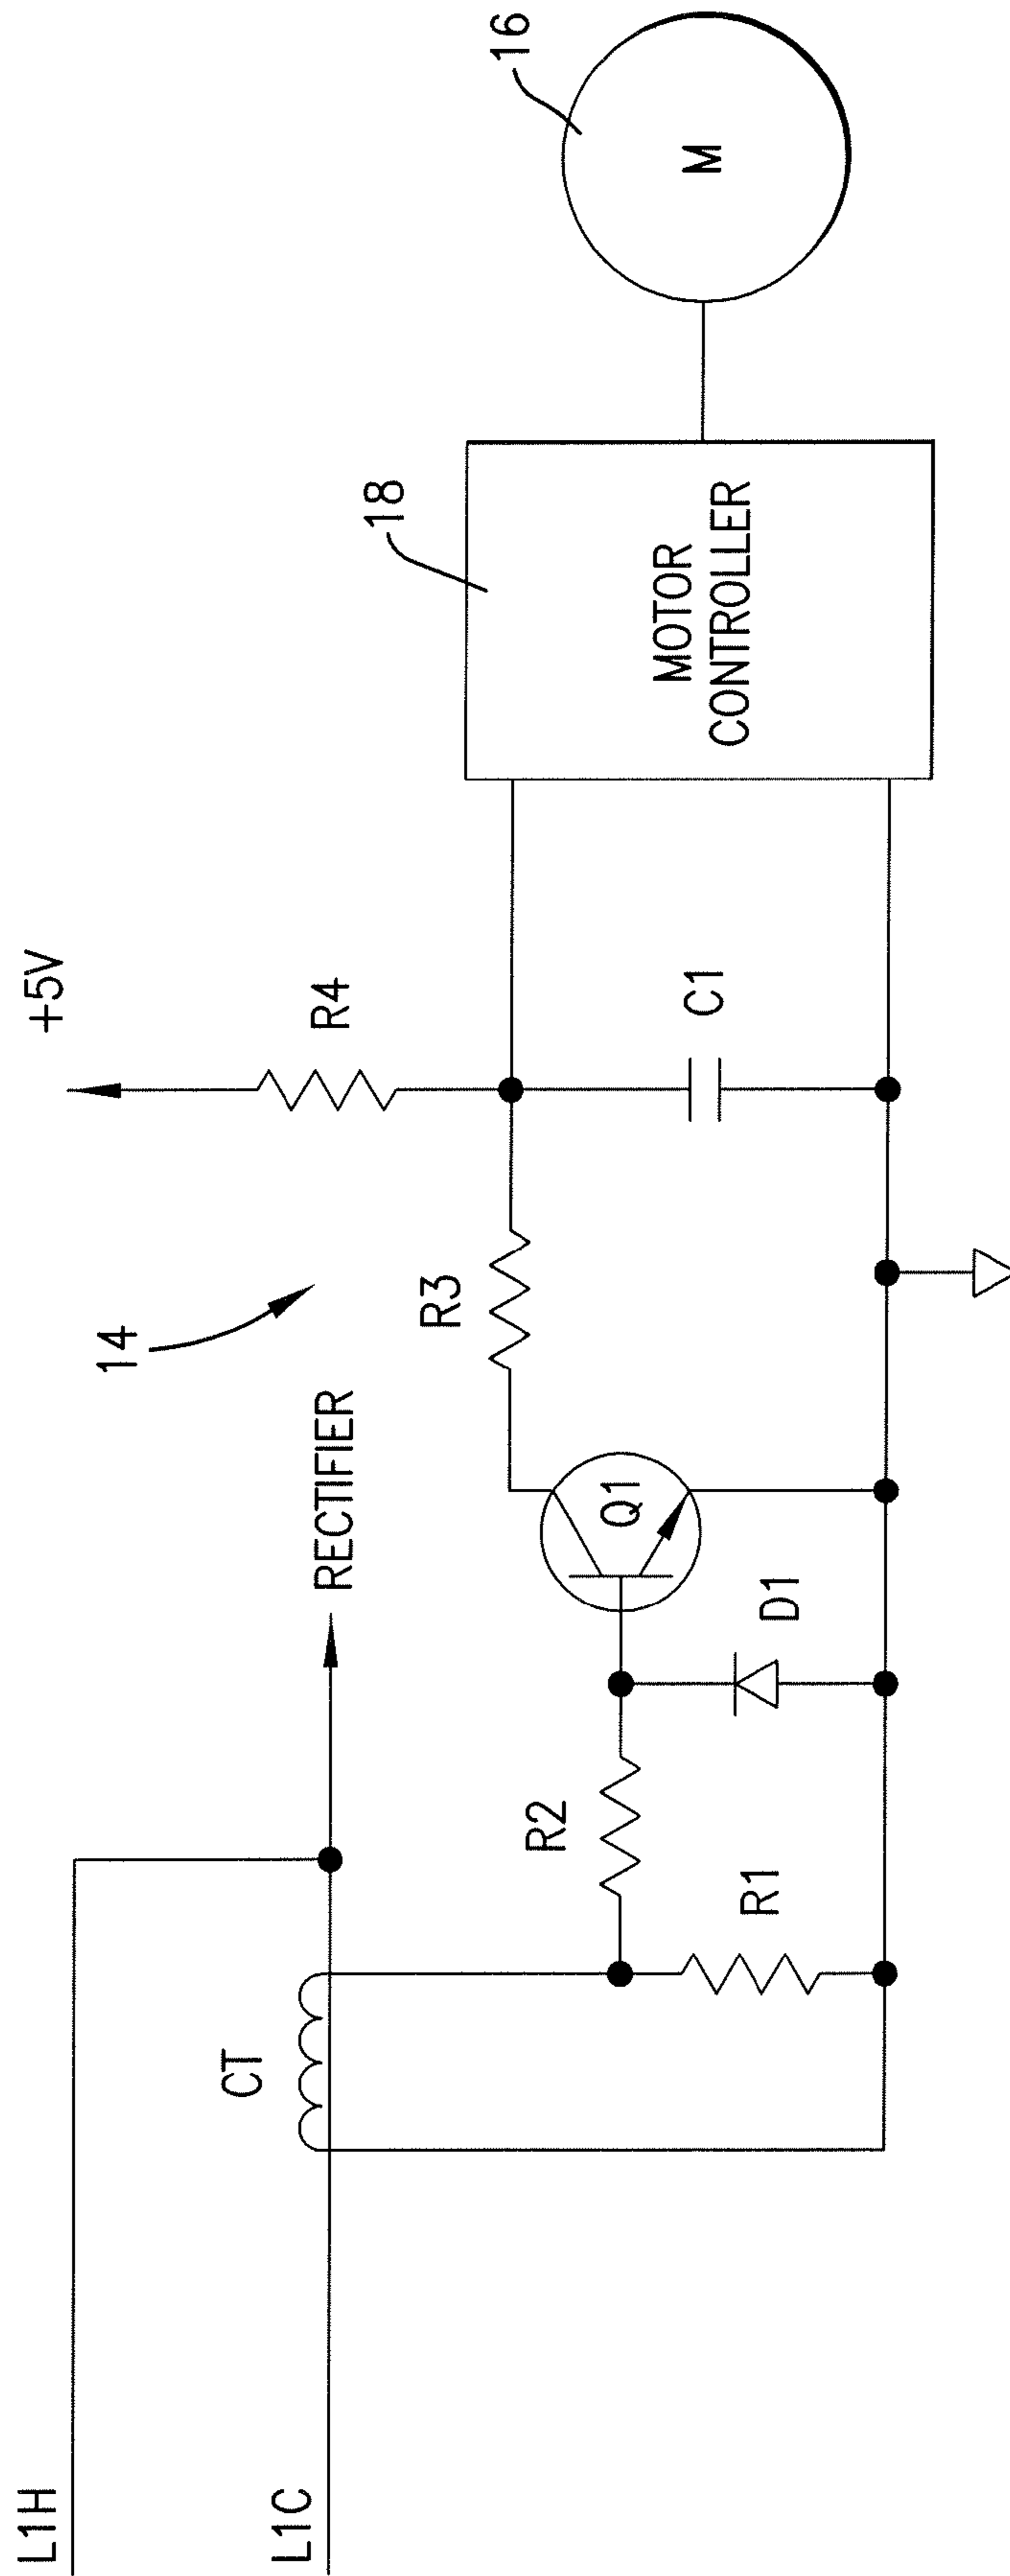 L1H
L1C
CT
RECTIFIER
14
+5V
R4
R3
R2
R1
D1
Q1
C1
18
MOTOR
CONTROLLER
16
M